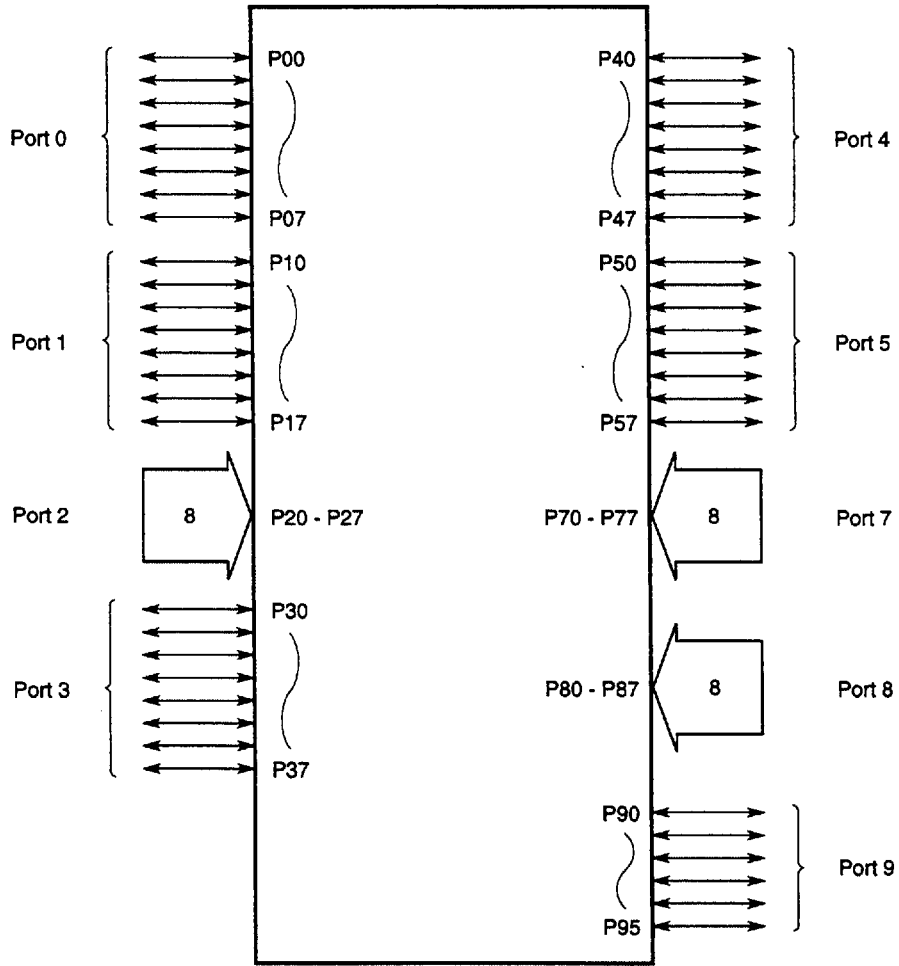 P00
P40
Port 0
Port 4
P07
P47
P10
P50
Port 1
Port 5
P17
P57
Port 2
8
P20 - P27
P70 - P77
8
Port 7
P30
Port 3
P80 - P87
8
Port 8
P37
P90
Port 9
P95